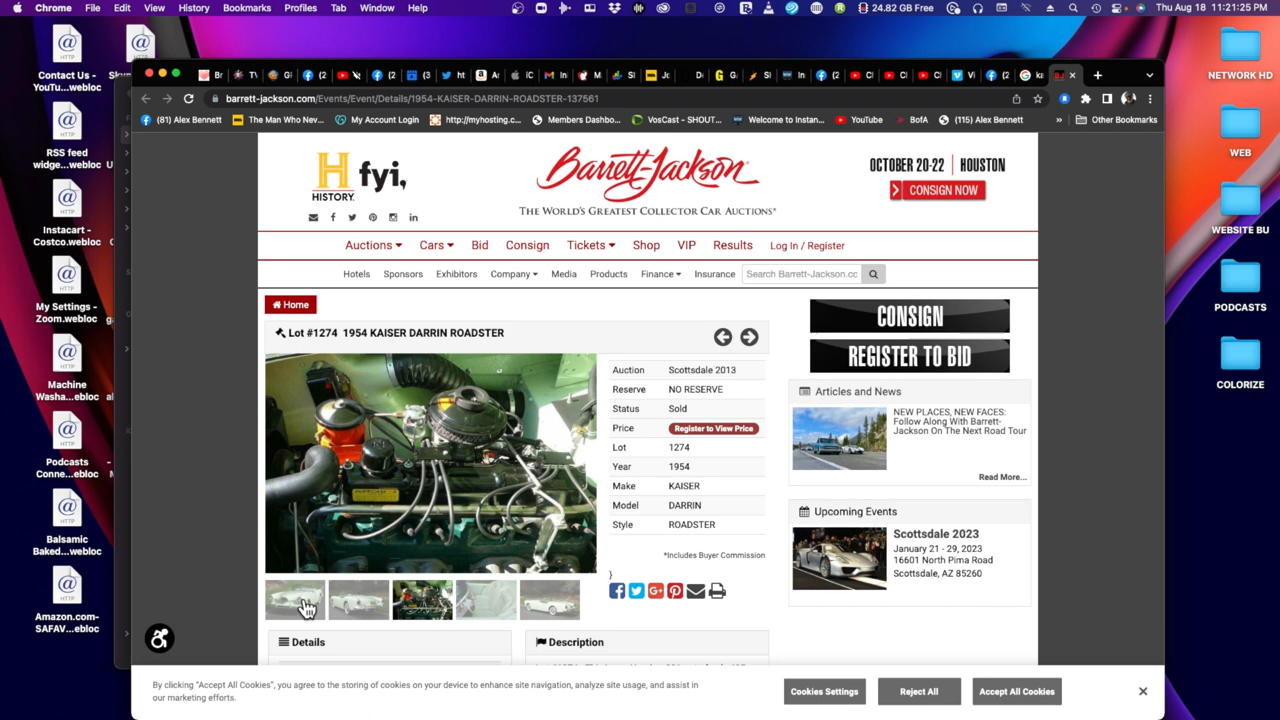 Chrome File Edit View History Bookmarks Profiles Tab Window Help 24.82 GB Free Thu Aug 18 11:21:25 PM
barrett-jackson.com/Events/Event/Details/1954-KAISER-DARRIN-ROADSTER-137561
(81) Alex Bennett The Man Who Nev... My Account Login http://myhosting.c... Members Dashbo... VosCast - SHOUT... Welcome to Instan... YouTube BofA (115) Alex Bennett » Other Bookmarks
Contact Us -
YouTu...webloc
RSS feed
widge...webloc
Instacart -
Costco.webloc
My Settings -
Zoom.webloc
Machine
Washa...ebloc
Podcasts
Conne...ebloc
Balsamic
Baked...webloc
Amazon.com-
SAFAV...ebloc
NETWORK HD
WEB
WEBSITE BU
PODCASTS
COLORIZE
H HISTORY. fyi,
Barrett-Jackson
THE WORLD'S GREATEST COLLECTOR CAR AUCTIONS®
OCTOBER 20-22 | HOUSTON
CONSIGN NOW
Auctions Cars Bid Consign Tickets Shop VIP Results Log In / Register
Hotels Sponsors Exhibitors Company Media Products Finance Insurance Search Barrett-Jackson.cc
Home
Lot #1274 1954 KAISER DARRIN ROADSTER
Auction Scottsdale 2013
Reserve NO RESERVE
Status Sold
Price Register to View Price
Lot 1274
Year 1954
Make KAISER
Model DARRIN
Style ROADSTER
*Includes Buyer Commission
}
CONSIGN
REGISTER TO BID
Articles and News
NEW PLACES, NEW FACES:
Follow Along With Barrett-
Jackson On The Next Road Tour
Read More...
Upcoming Events
Scottsdale 2023
January 21 - 29, 2023
16601 North Pima Road
Scottsdale, AZ 85260
Details
Description
By clicking “Accept All Cookies”, you agree to the storing of cookies on your device to enhance site navigation, analyze site usage, and assist in
our marketing efforts.
Cookies Settings
Reject All
Accept All Cookies